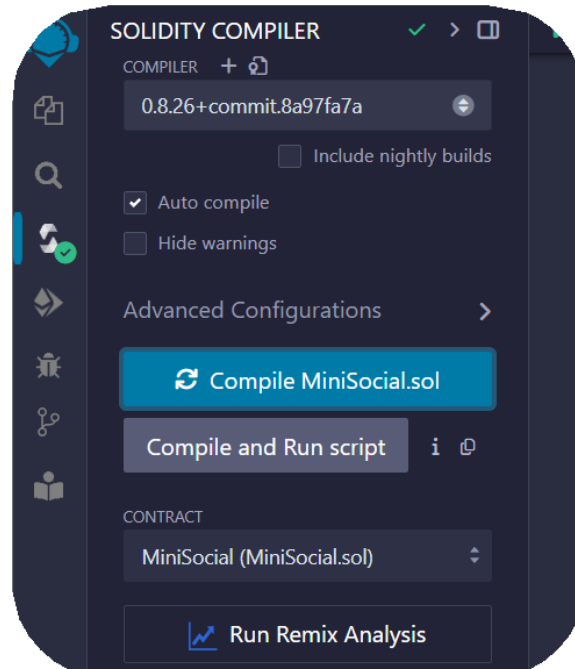 SOLIDITY COMPILER
COMPILER
0.8.26+commit.8a97fa7a
Include nightly builds
Auto compile
Hide warnings
Advanced Configurations
Compile MiniSocial.sol
Compile and Run script
CONTRACT
MiniSocial (MiniSocial.sol)
Run Remix Analysis